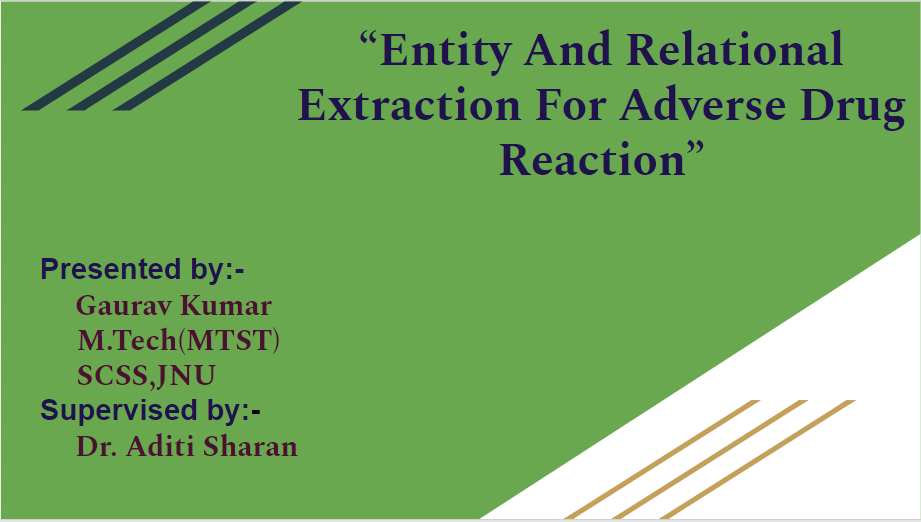 “Entity And Relational
Extraction For Adverse Drug
Reaction”
Presented by:-
Gaurav Kumar
M.Tech(MTST)
SCSS,JNU
Supervised by:-
Dr. Aditi Sharan